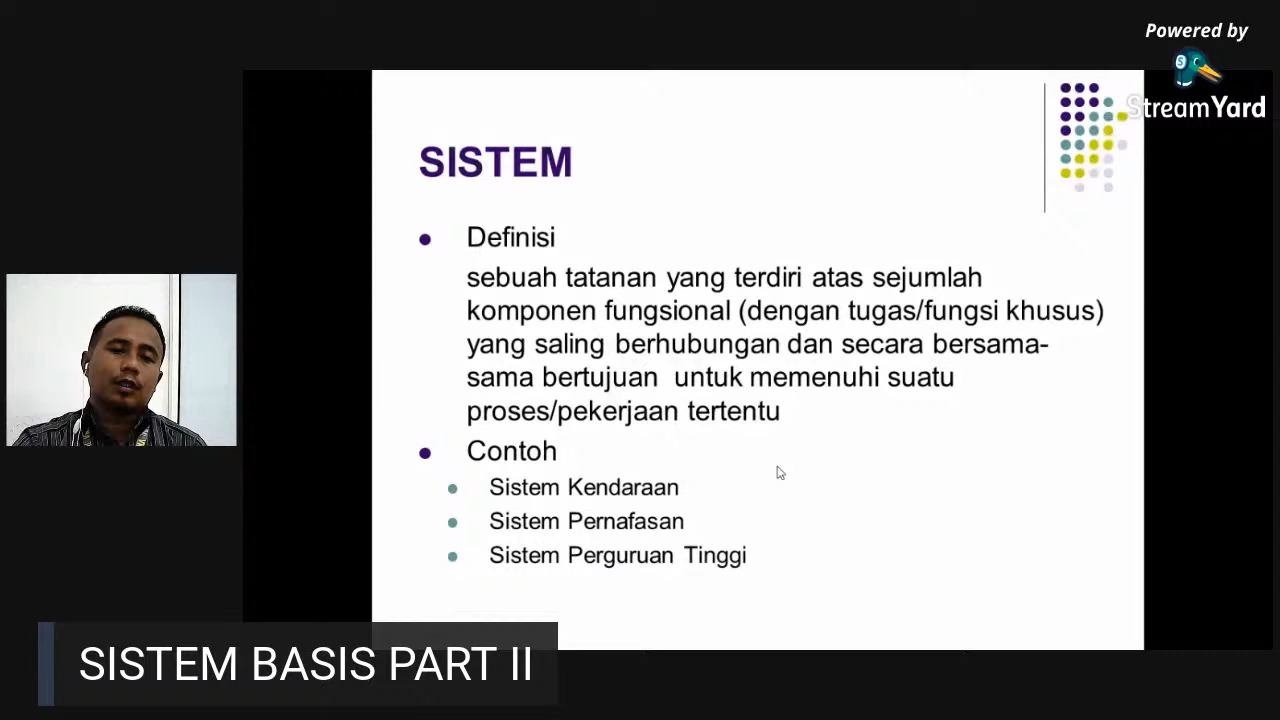 Powered by
StreamYard
SISTEM
Definisi
sebuah tatanan yang terdiri atas sejumlah
komponen fungsional (dengan tugas/fungsi khusus)
yang saling berhubungan dan secara bersama-
sama bertujuan untuk memenuhi suatu
proses/pekerjaan tertentu
Contoh
Sistem Kendaraan
Sistem Pernafasan
Sistem Perguruan Tinggi
SISTEM BASIS PART II